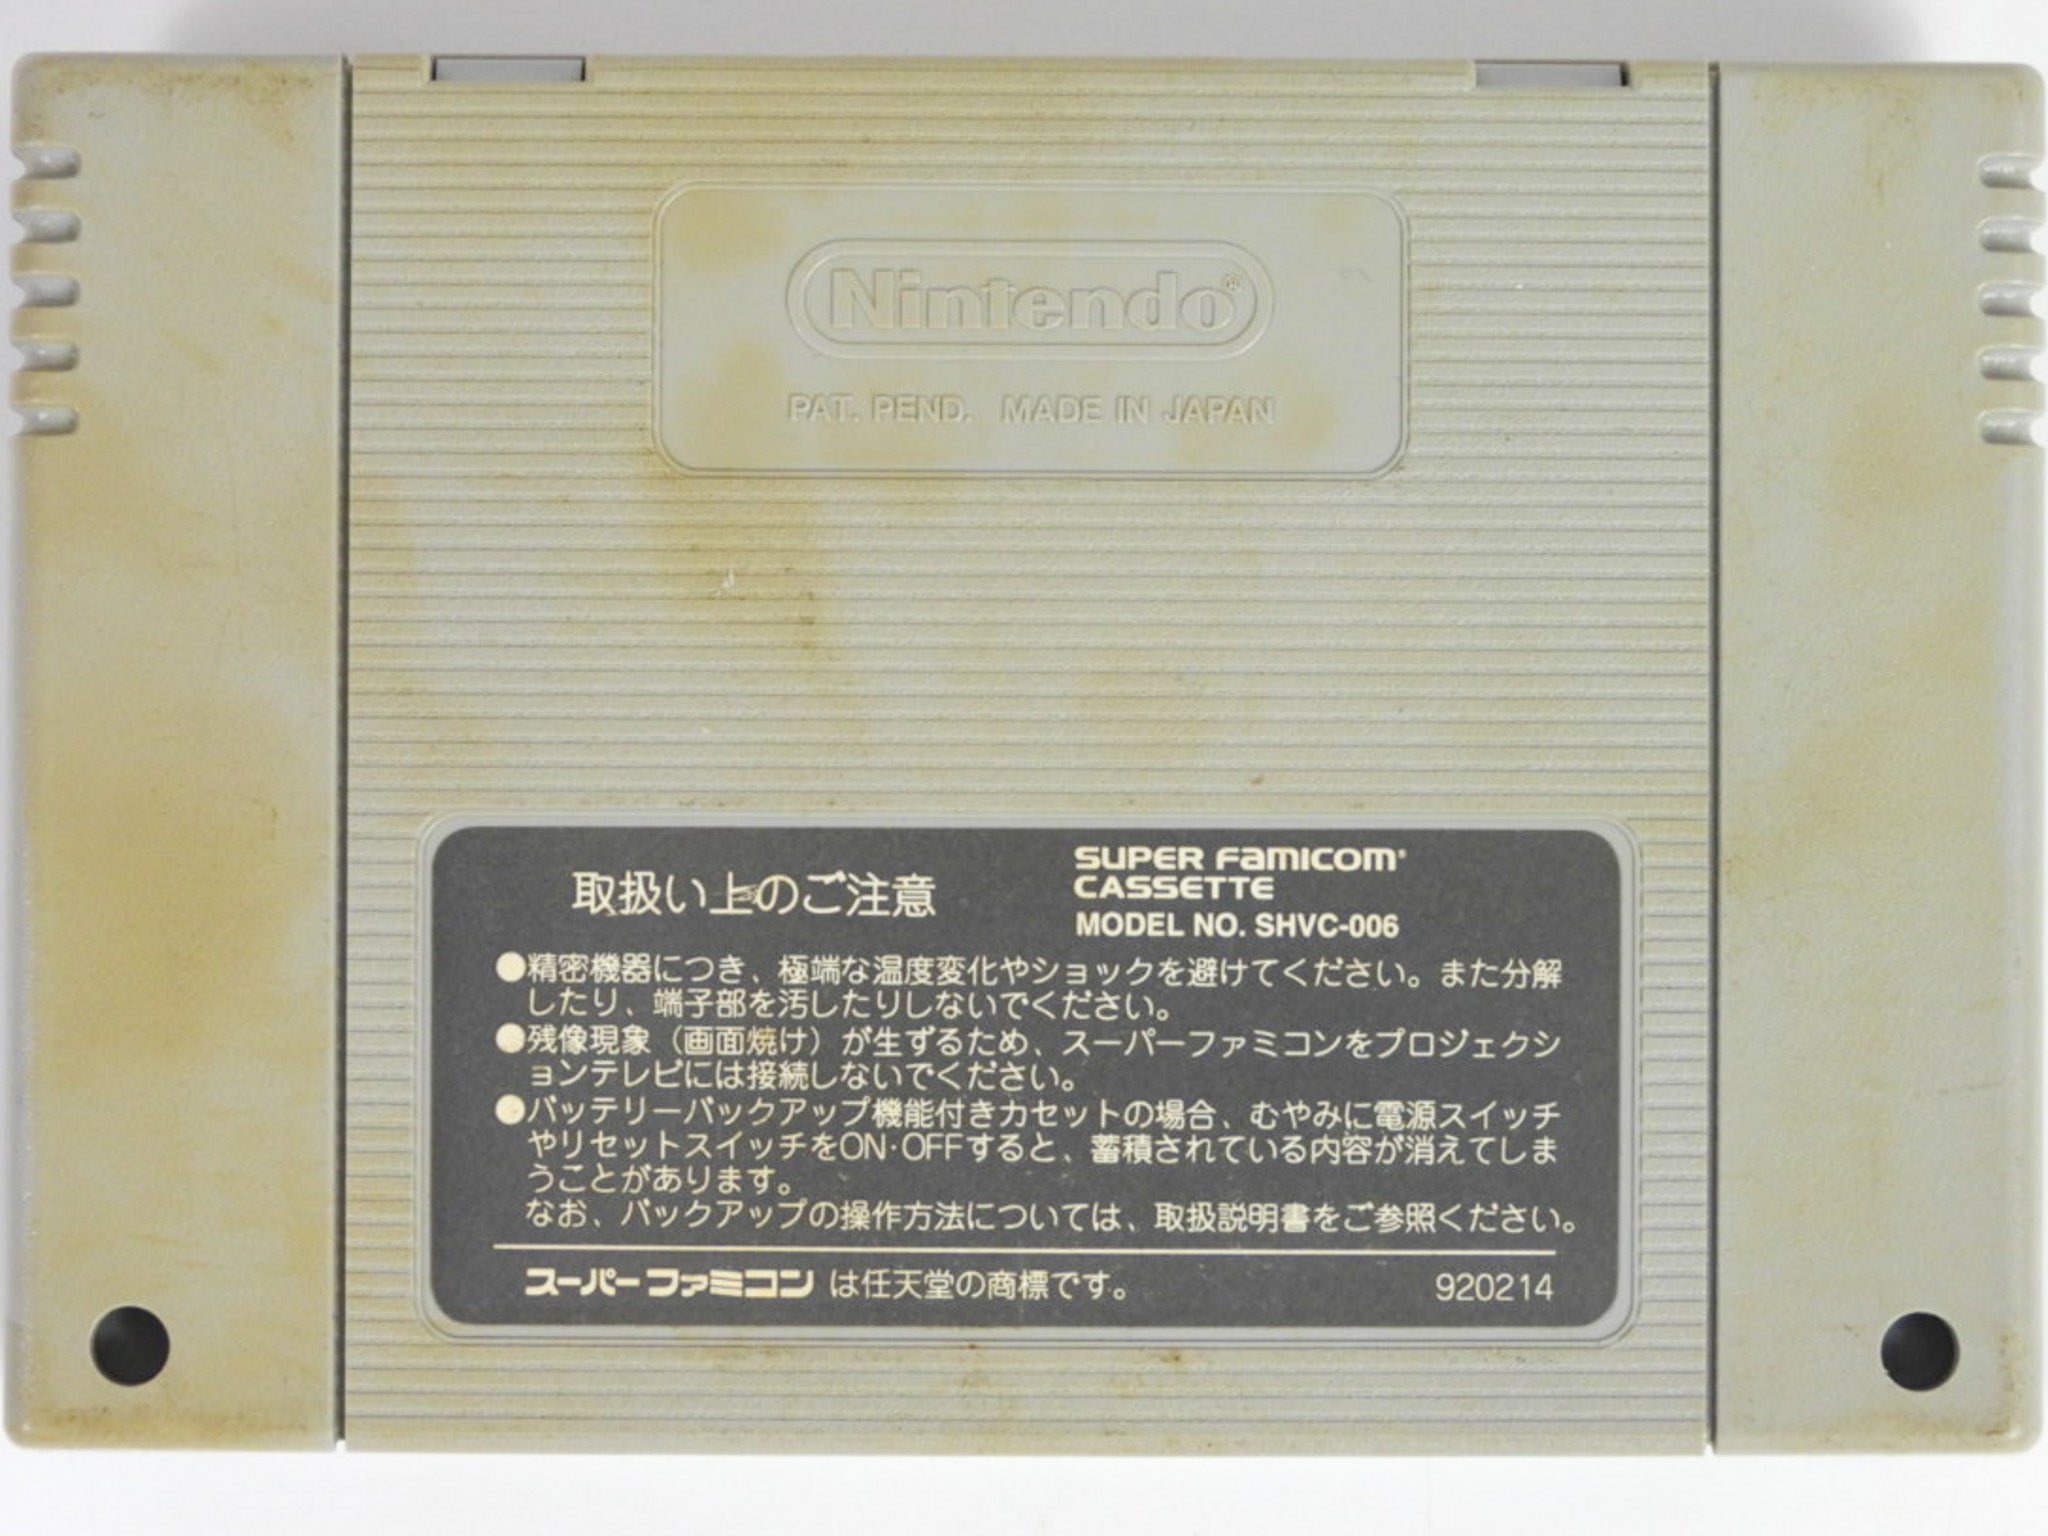 Nintendo®
PAT. PEND. MADE IN JAPAN
取扱い上のご注意
SUPER FAMICOM®
CASSETTE
MODEL NO. SHVC-006
●精密機器につき、極端な温度変化やショックを避けてください。また分解
したり、端子部を汚したりしないでください。
●残像現象（画面焼け）が生ずるため、スーパーファミコンをプロジェクシ
ョンテレビには接続しないでください。
●バッテリーバックアップ機能付きカセットの場合、むやみに電源スイッチ
やリセットスイッチをON・OFFすると、蓄積されている内容が消えてしま
うことがあります。
なお、バックアップの操作方法については、取扱説明書をご参照ください。
スーパーファミコン は任天堂の商標です。 920214